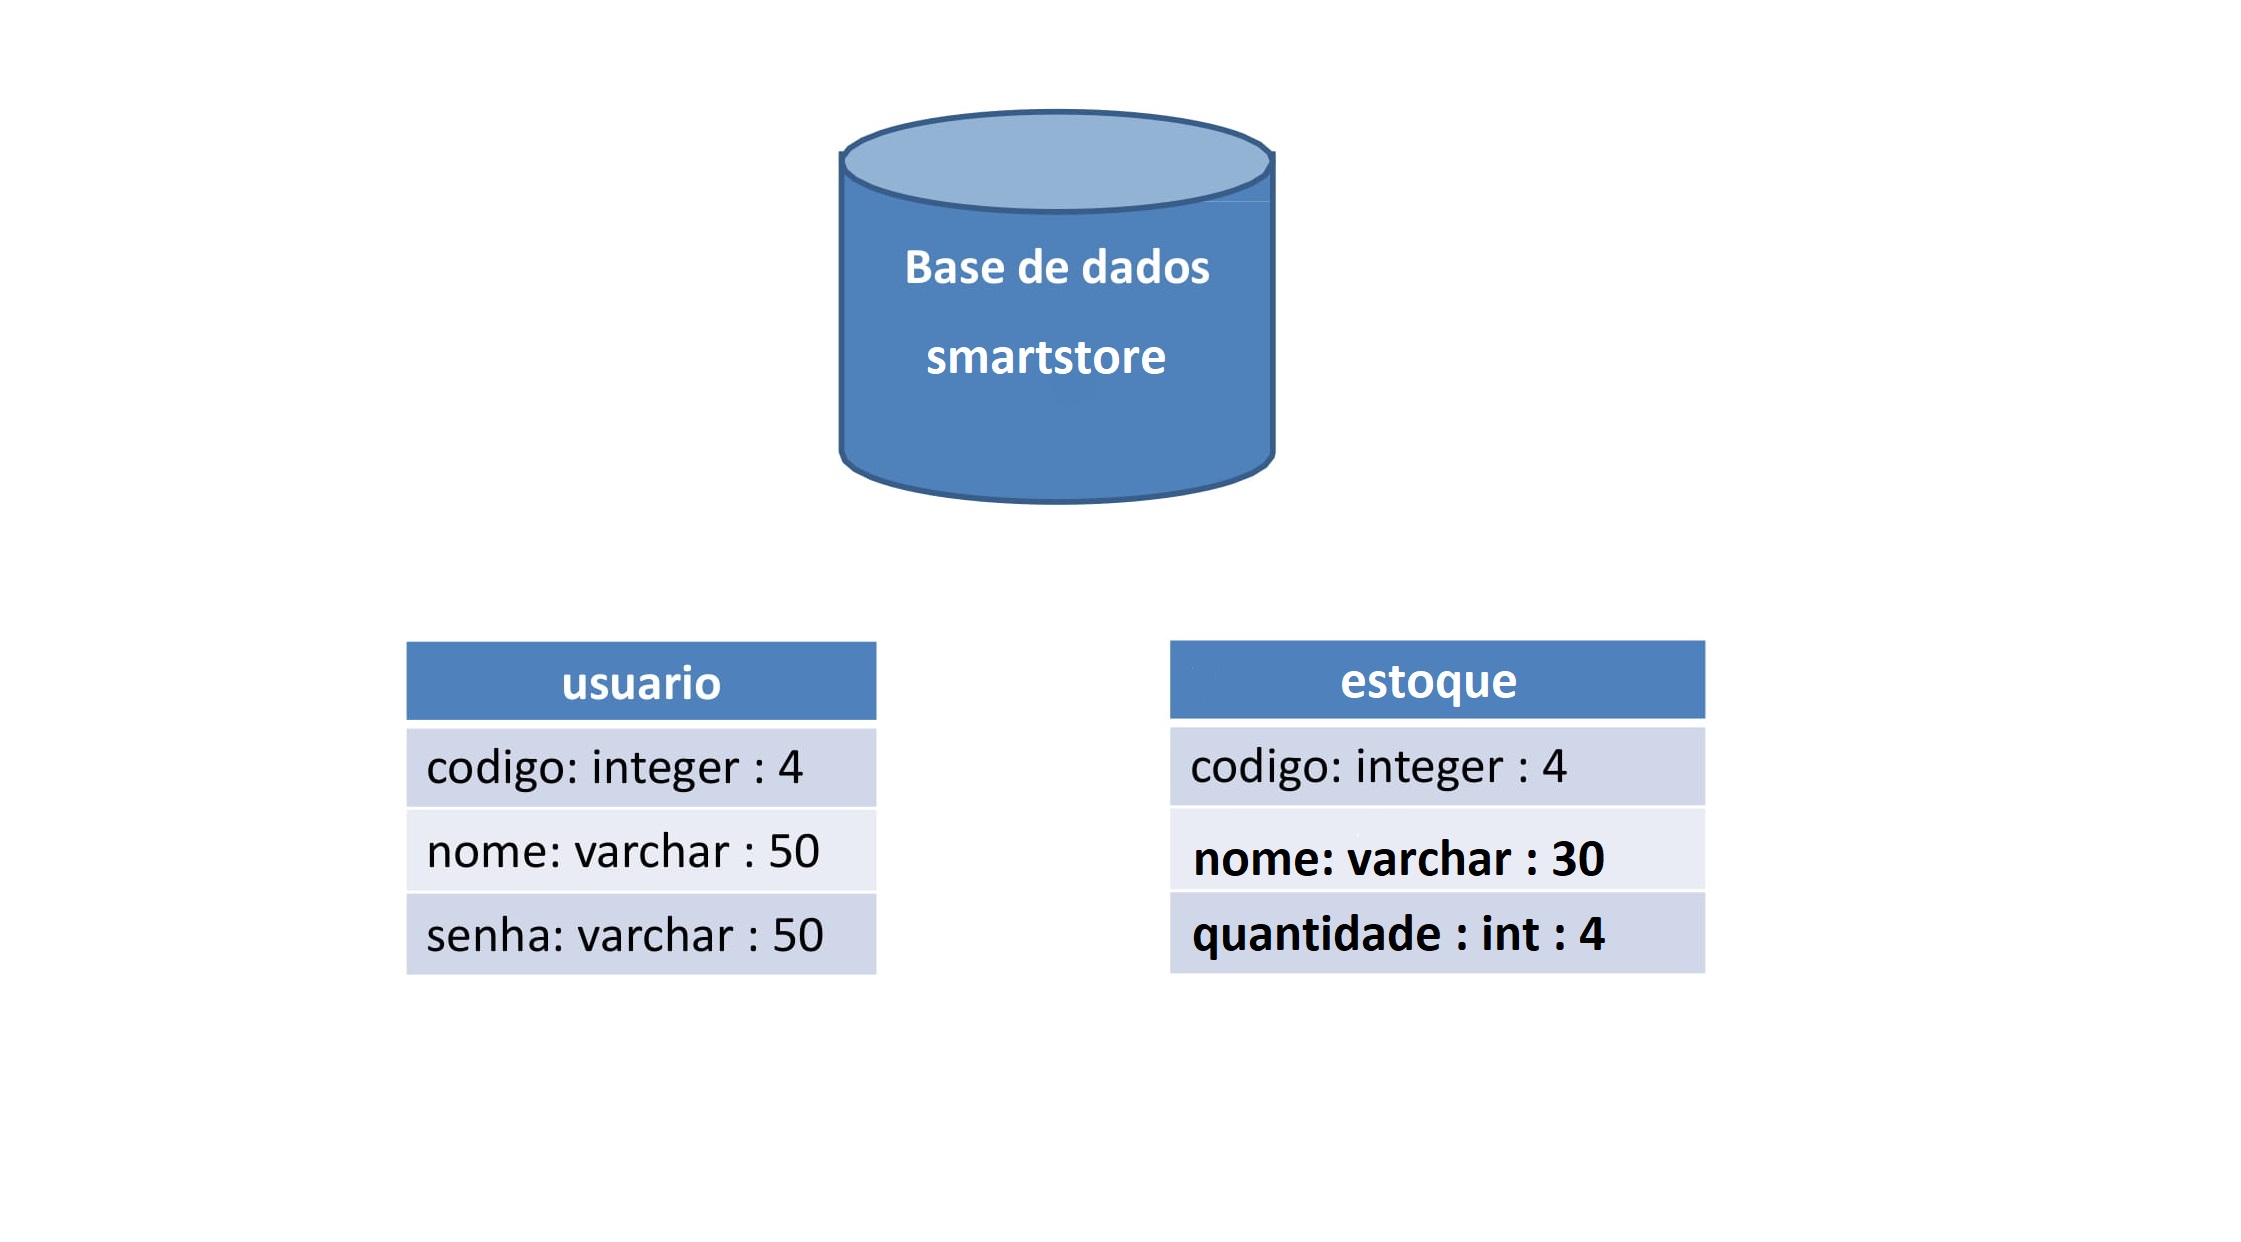 Base de dados
smartstore
usuario
codigo: integer : 4
nome: varchar : 50
senha: varchar : 50
estoque
codigo: integer : 4
nome: varchar : 30
quantidade : int : 4